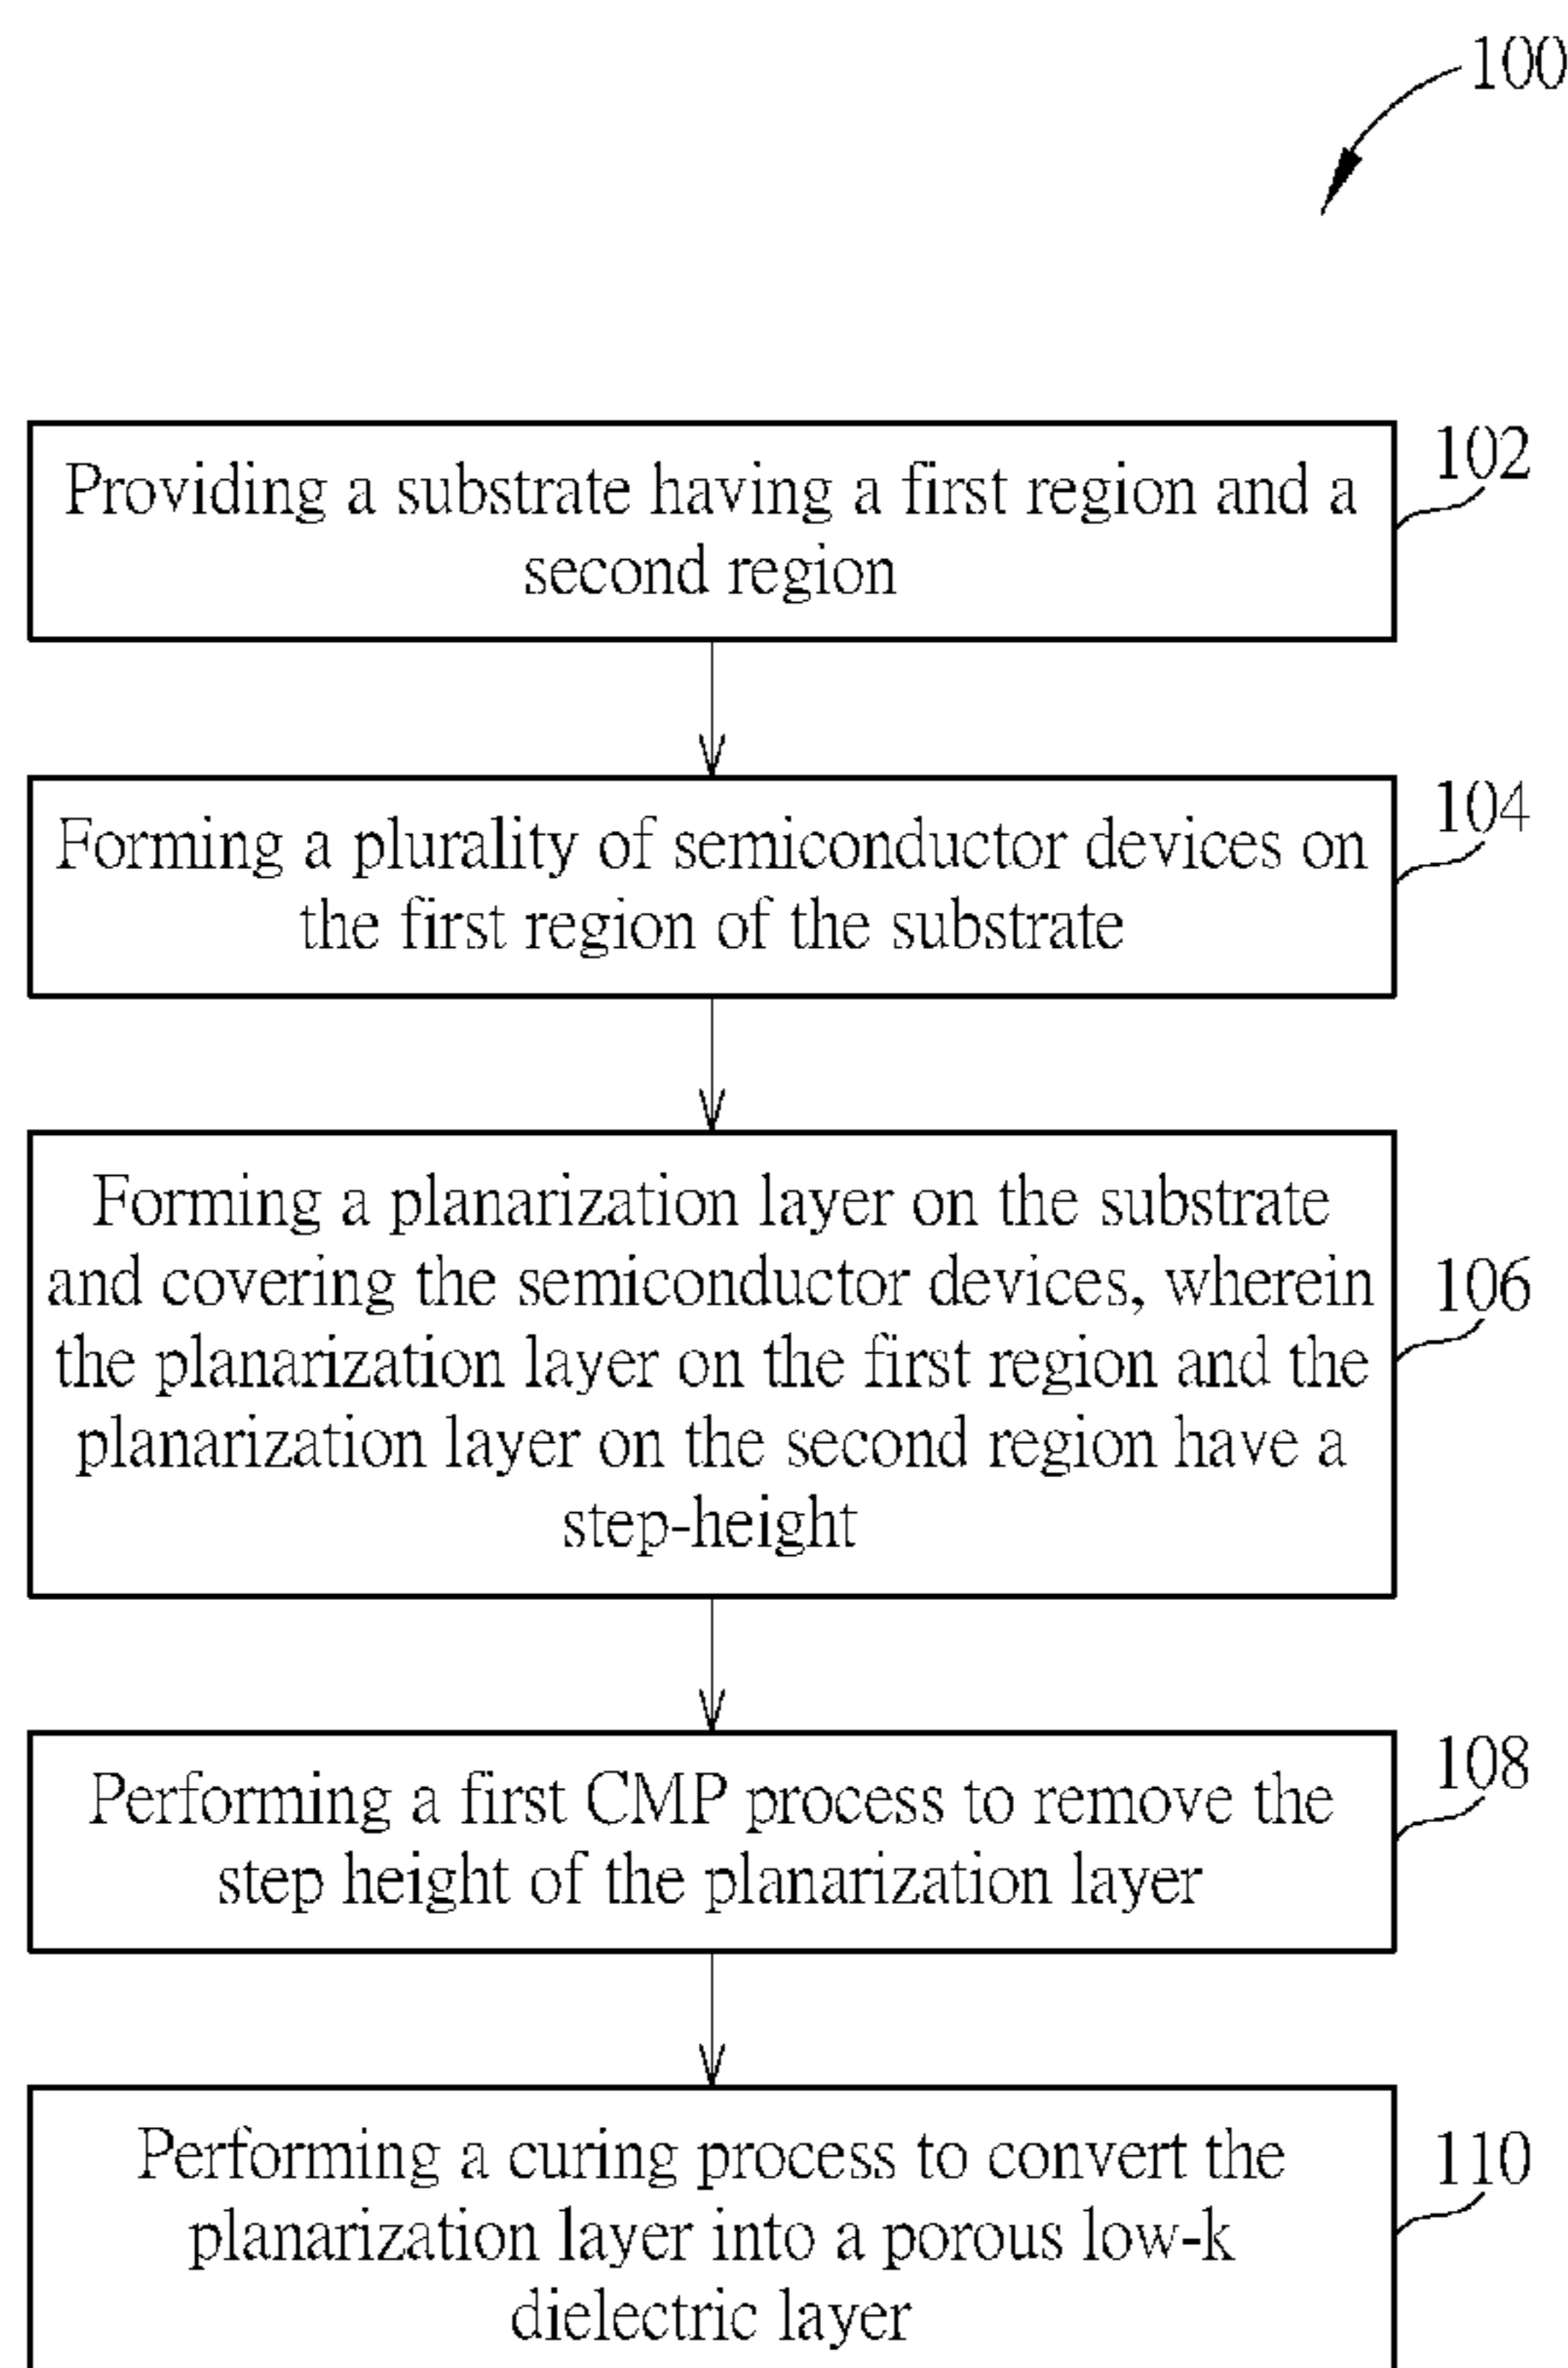 100
Providing a substrate having a first region and a
second region
102
Forming a plurality of semiconductor devices on
the first region of the substrate
104
Forming a planarization layer on the substrate
and covering the semiconductor devices, wherein
the planarization layer on the first region and the
planarization layer on the second region have a
step-height
106
Performing a first CMP process to remove the
step height of the planarization layer
108
Performing a curing process to convert the
planarization layer into a porous low-k
dielectric layer
110